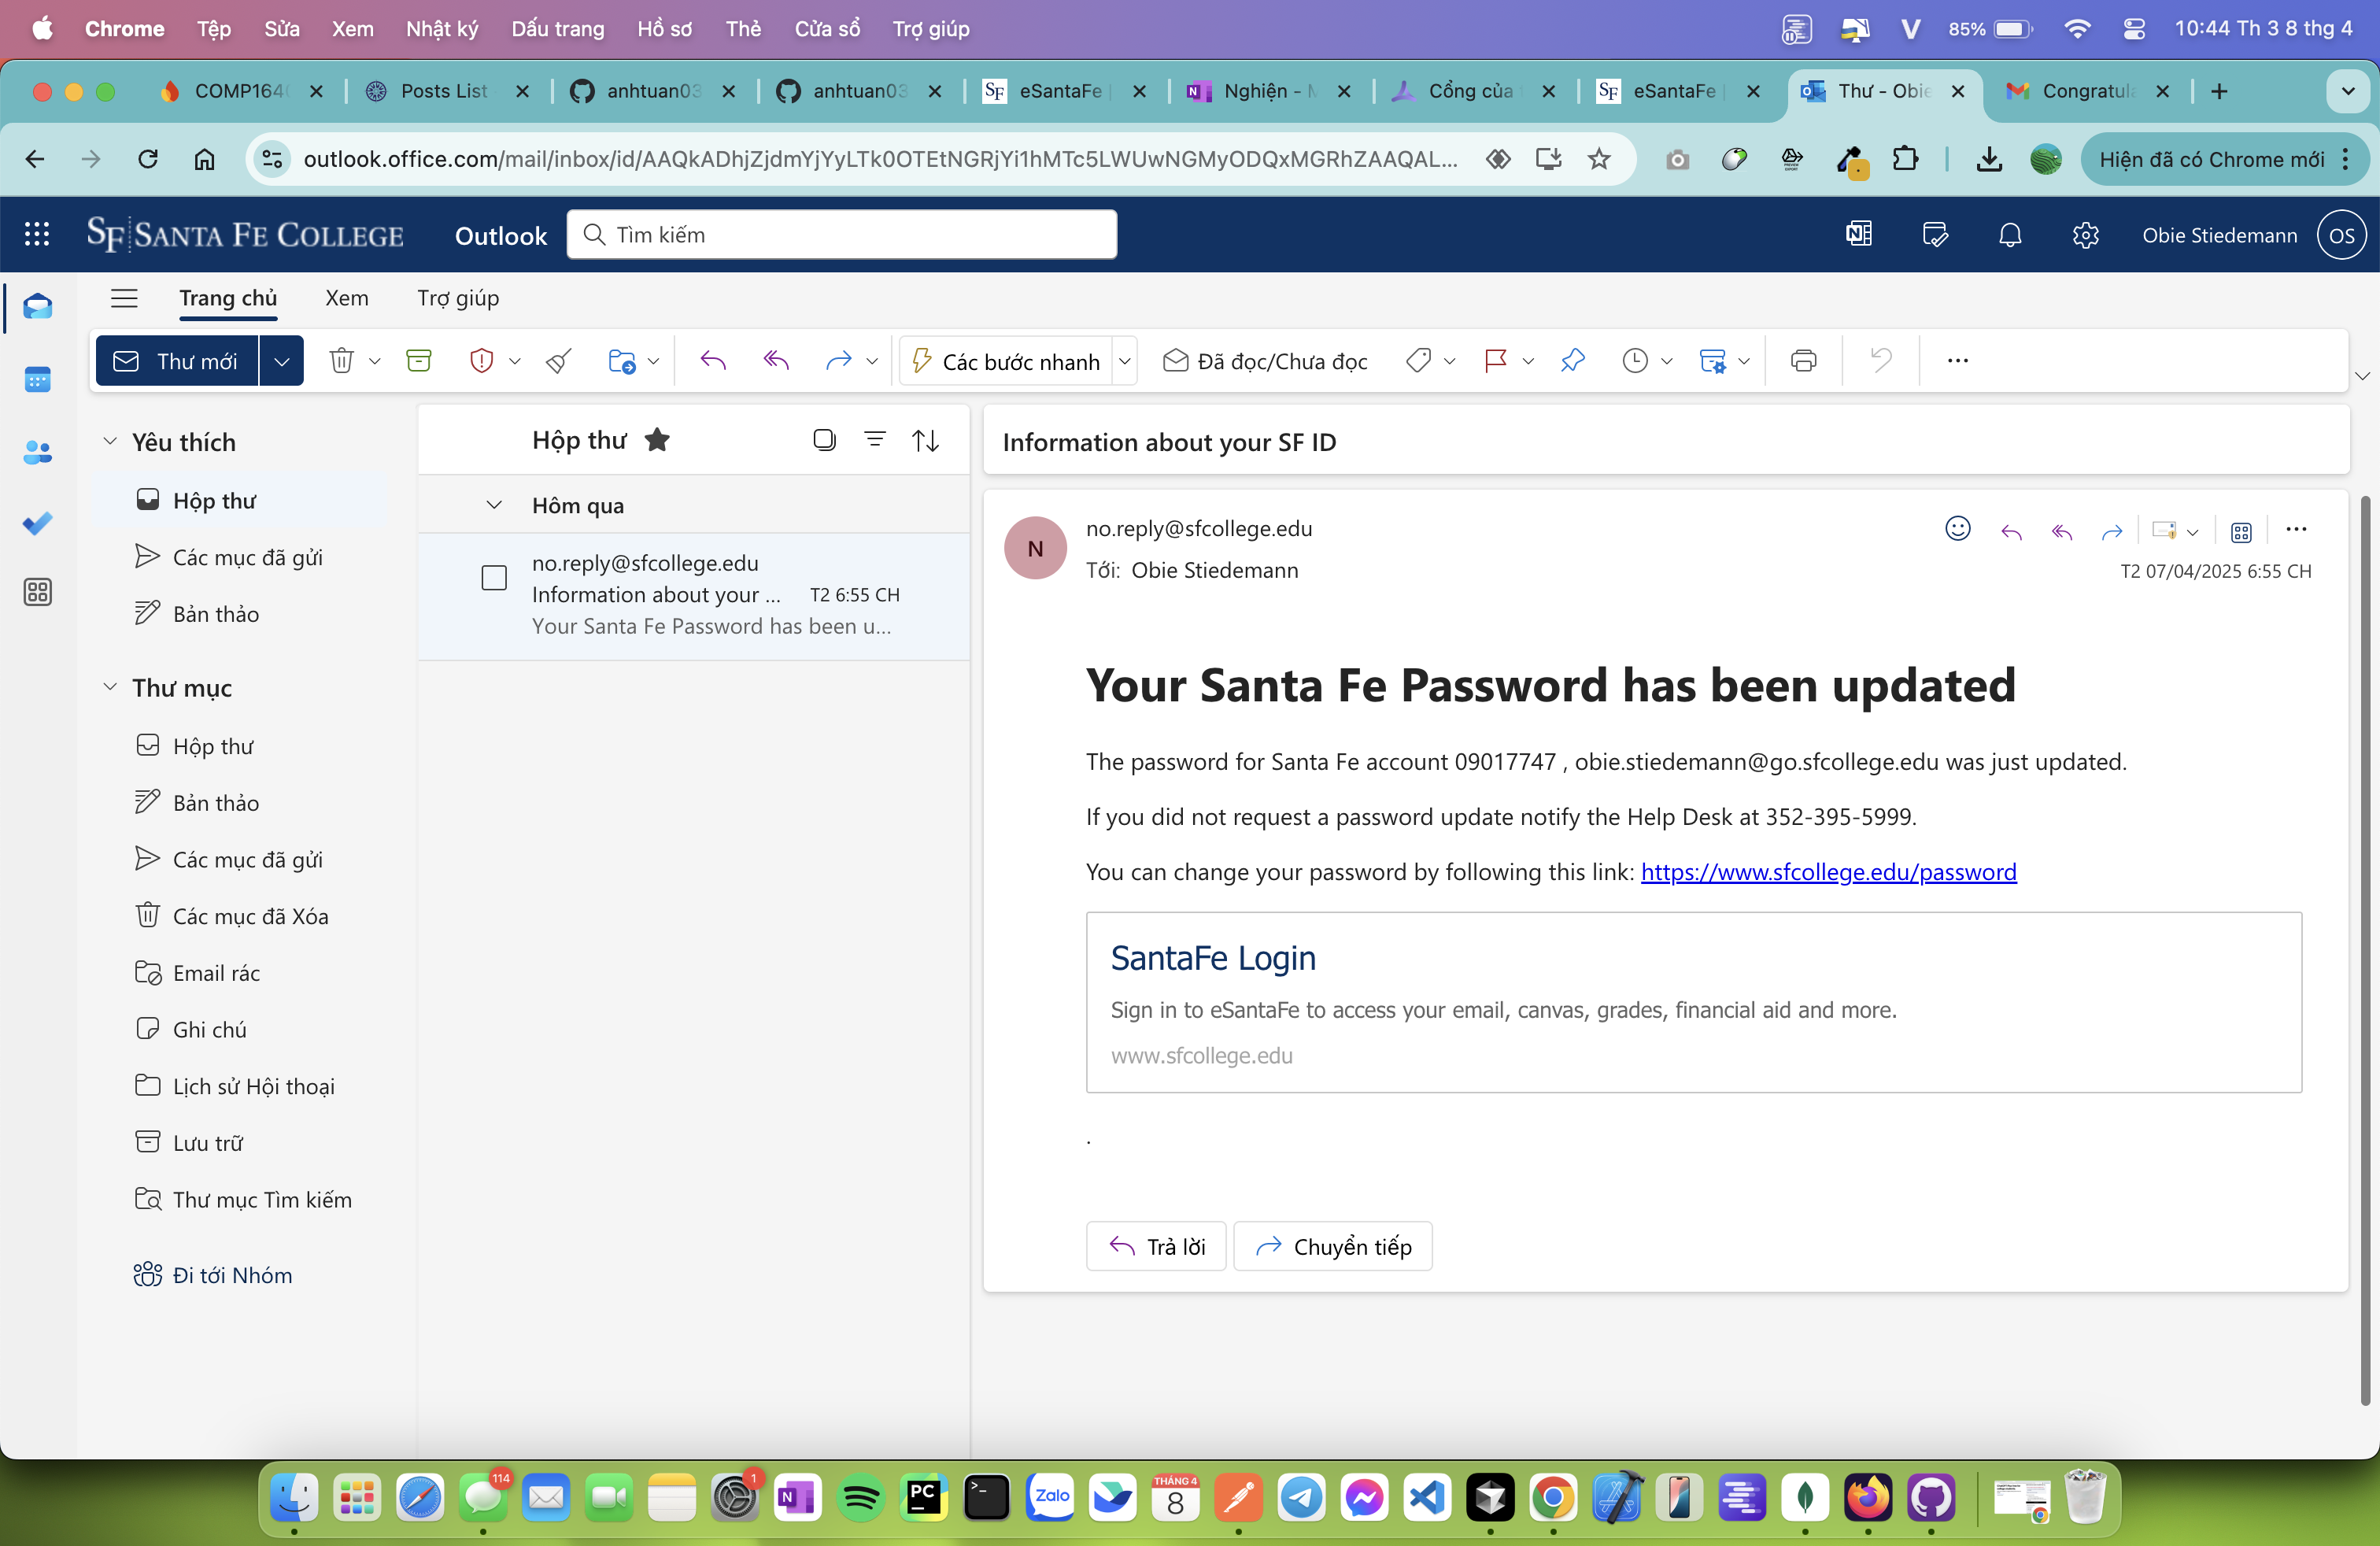 Chrome Tệp Sửa Xem Nhật ký Dấu trang Hồ sơ Thẻ Cửa sổ Trợ giúp 85% 10:44 Th 3 8 thg 4
COMP164 Posts List anhtuan03 anhtuan03 eSantaFe Nghiện - M Cổng của eSantaFe Thư - Obie Congratula
outlook.office.com/mail/inbox/id/AAQkADhjZjdmYjYyLTk0OTEtNGRjYi1hMTc5LWUwNGMyODQxMGRhZAAQAL... Hiện đã có Chrome mới
SF SANTA FE COLLEGE Outlook Tìm kiếm Obie Stiedemann OS
Trang chủ Xem Trợ giúp
Thư mới Các bước nhanh Đã đọc/Chưa đọc
Yêu thích
Hộp thư
Các mục đã gửi
Bản thảo
Thư mục
Hộp thư
Bản thảo
Các mục đã gửi
Các mục đã Xóa
Email rác
Ghi chú
Lịch sử Hội thoại
Lưu trữ
Thư mục Tìm kiếm
Đi tới Nhóm
Hộp thư
Hôm qua
no.reply@sfcollege.edu
Information about your ... T2 6:55 CH
Your Santa Fe Password has been u...
Information about your SF ID
N
no.reply@sfcollege.edu
Tới: Obie Stiedemann
T2 07/04/2025 6:55 CH
Your Santa Fe Password has been updated
The password for Santa Fe account 09017747 , obie.stiedemann@go.sfcollege.edu was just updated.
If you did not request a password update notify the Help Desk at 352-395-5999.
You can change your password by following this link: https://www.sfcollege.edu/password
SantaFe Login
Sign in to eSantaFe to access your email, canvas, grades, financial aid and more.
www.sfcollege.edu
.
Trả lời Chuyển tiếp
114 1 PC Zalo THÁNG 4 8